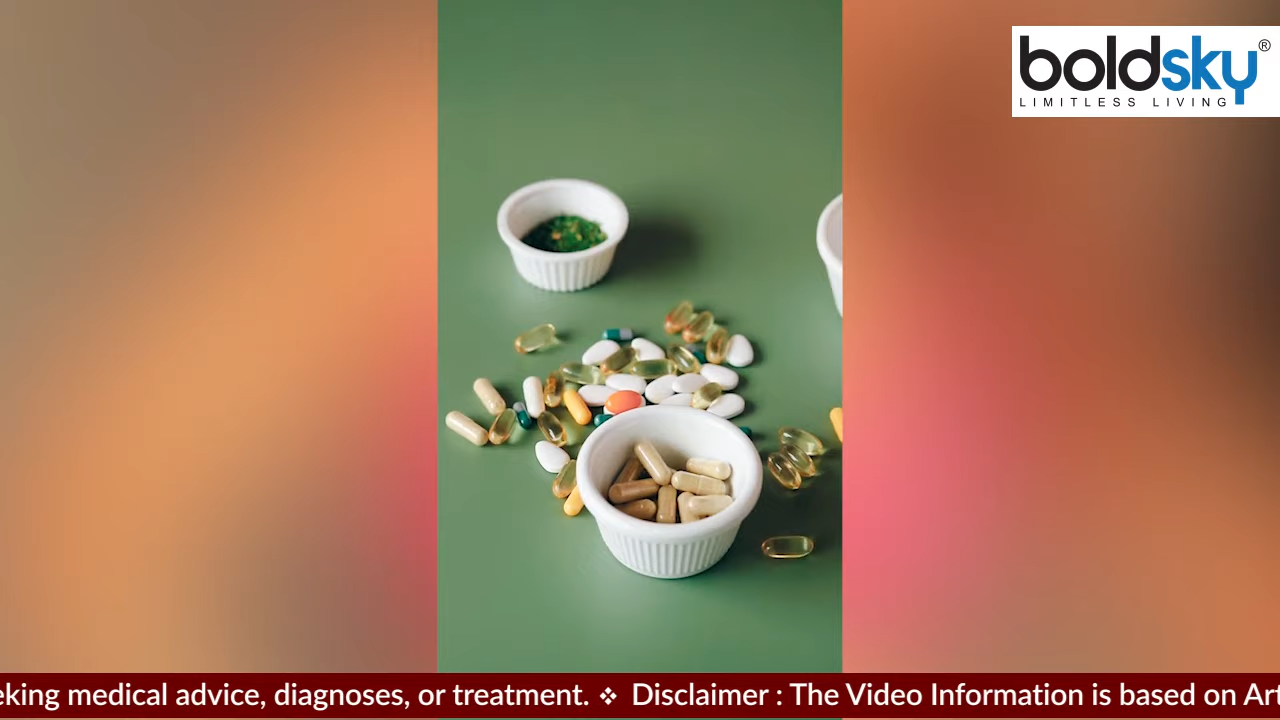 boldsky®
LIMITLESS LIVING
eking medical advice, diagnoses, or treatment. ❖ Disclaimer : The Video Information is based on Art